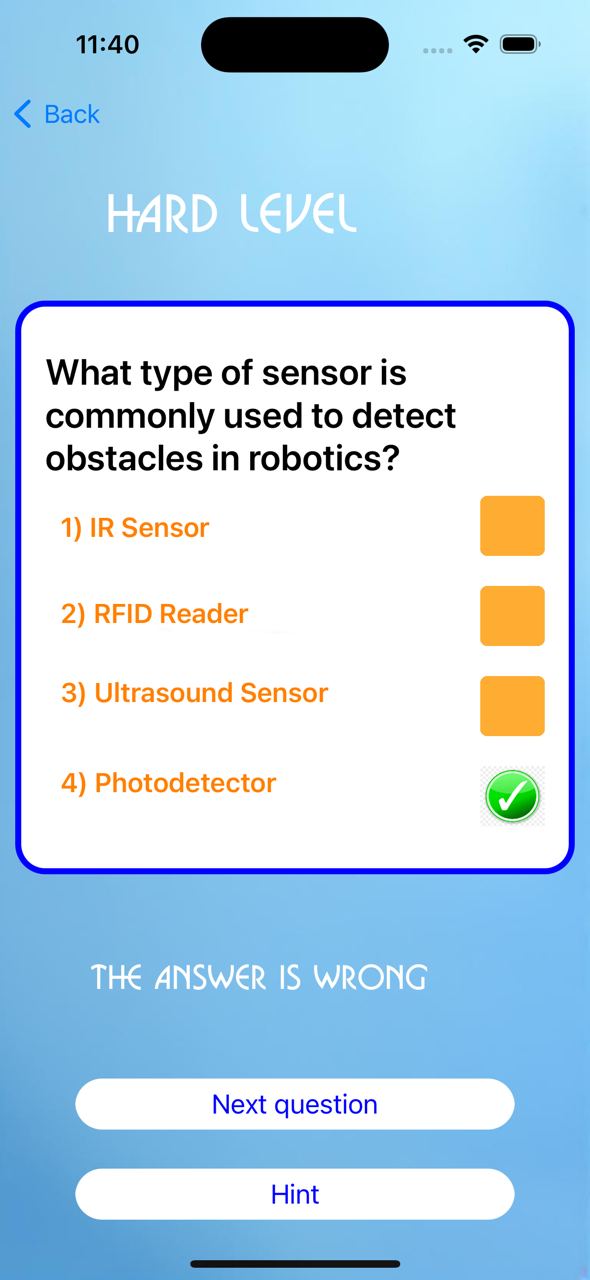 11:40
Back
HARD LEVEL
What type of sensor is
commonly used to detect
obstacles in robotics?
1) IR Sensor
2) RFID Reader
3) Ultrasound Sensor
4) Photodetector
THE ANSWER IS WRONG
Next question
Hint